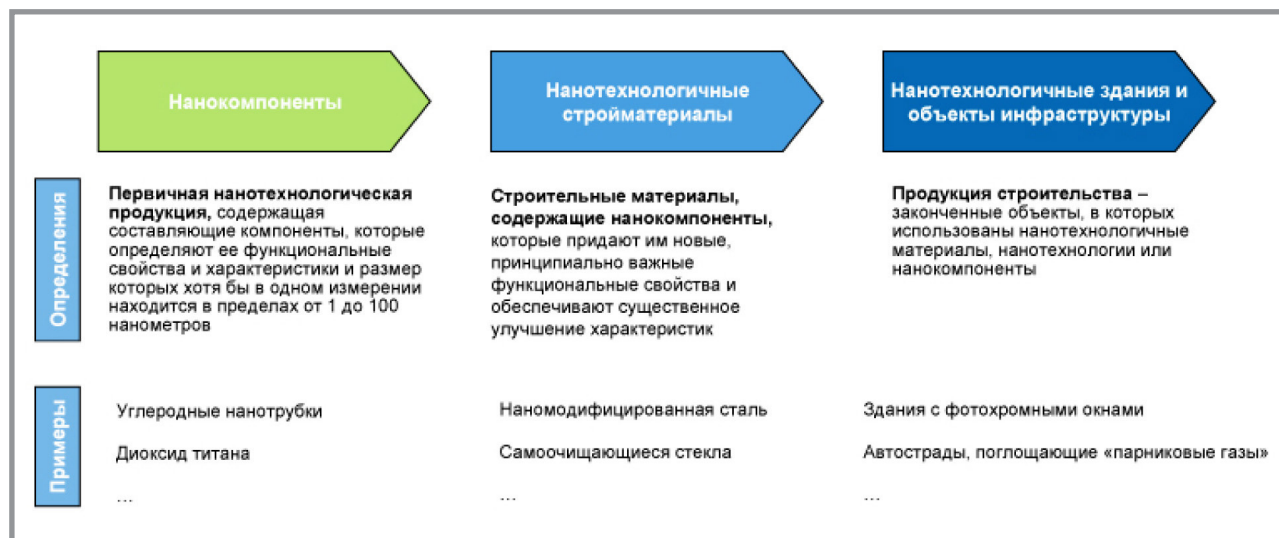 Нанокомпоненты
Нанотехнологичные
стройматериалы
Нанотехнологичные здания и
объекты инфраструктуры
Определения
Первичная нанотехнологическая
продукция, содержащая
составляющие компоненты, которые
определяют ее функциональные
свойства и характеристики и размер
которых хотя бы в одном измерении
находится в пределах от 1 до 100
нанометров
Строительные материалы,
содержащие нанокомпоненты,
которые придают им новые,
принципиально важные
функциональные свойства и
обеспечивают существенное
улучшение характеристик
Продукция строительства –
законченные объекты, в которых
использованы нанотехнологичные
материалы, нанотехнологии или
нанокомпоненты
Примеры
Углеродные нанотрубки
Диоксид титана
...
Наномодифицированная сталь
Самоочищающиеся стекла
...
Здания с фотохромными окнами
Автострады, поглощающие «парниковые газы»
...